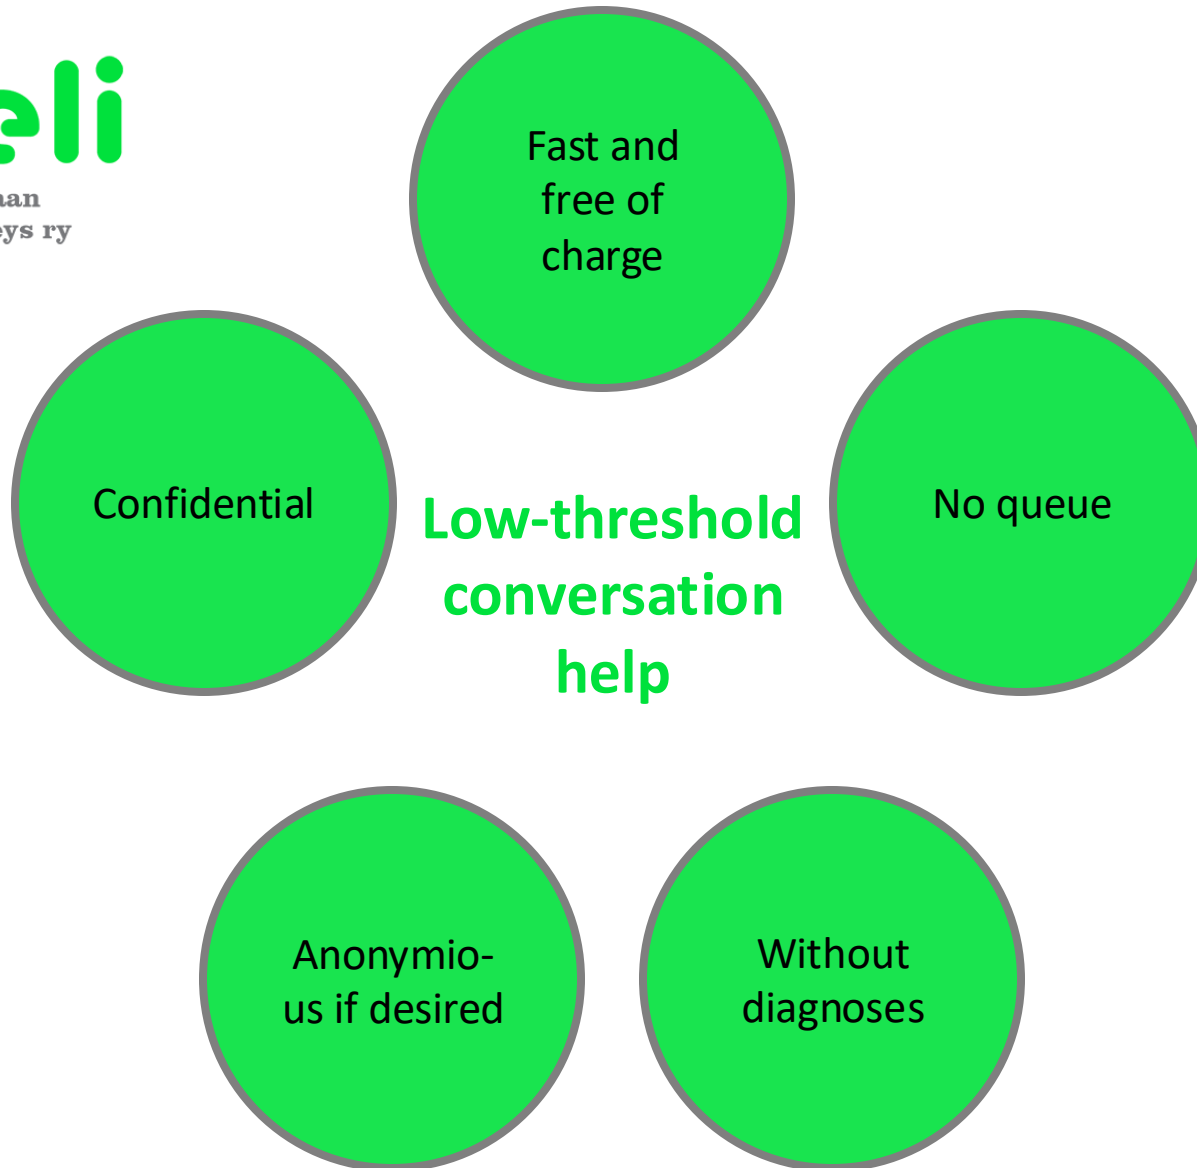 eli
ry
Fast and
free of
charge
Confidential
Low-threshold
conversation
help
No queue
Anonymio-
us if desired
Without
diagnoses